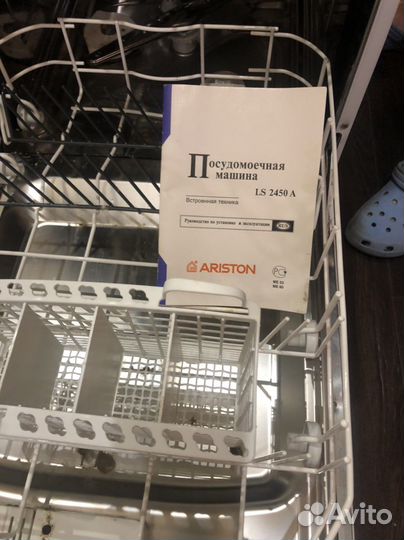 Посудомоечная
машина
LS 2450 A
Встроенная техника
Руководство по установке и эксплуатации
ARISTON
Avito